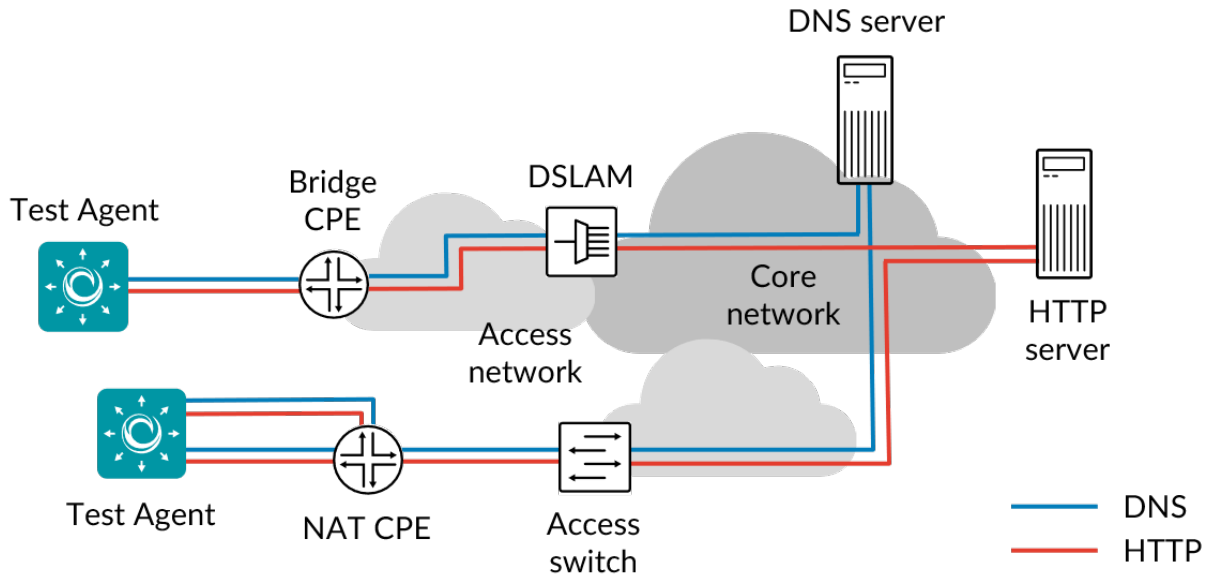 DNS server
DSLAM
Bridge
CPE
Test Agent
Core
network
HTTP
server
Access
network
Test Agent
NAT CPE
Access
switch
DNS
HTTP